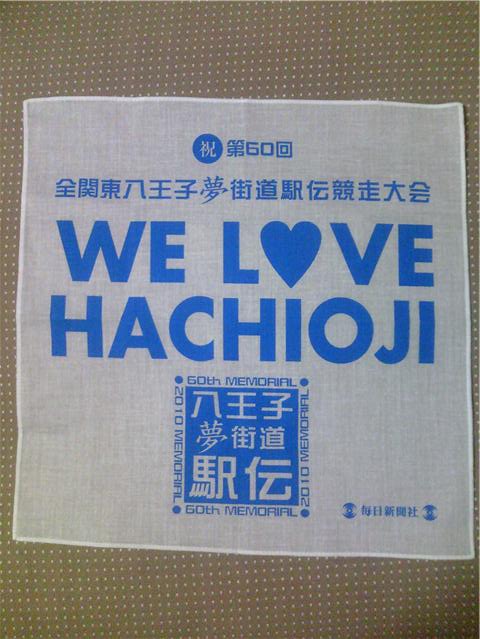 祝 第60回
全関東八王子夢街道駅伝競走大会
WE L♥VE
HACHIOJI
60th MEMORIAL
2010 MEMORIAL
八王子
夢街道
駅伝
2010 MEMORIAL
60th MEMORIAL
毎日新聞社